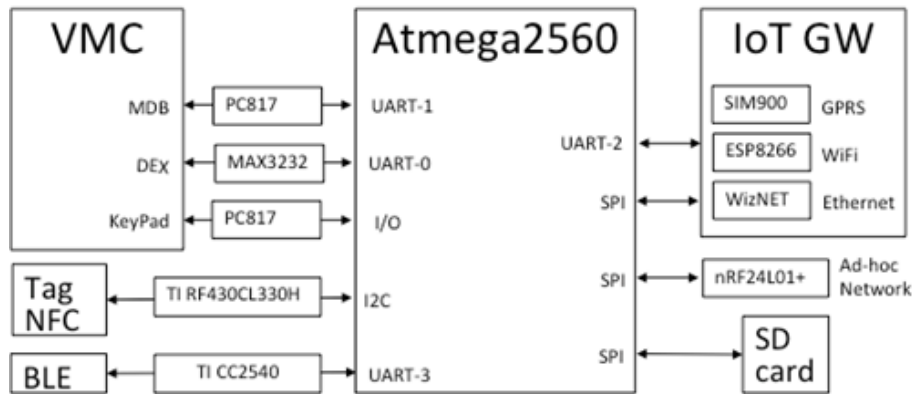 VMC
MDB
PC817
DEX
MAX3232
KeyPad
PC817
Tag
NFC
TI RF430CL330H
BLE
TI CC2540
Atmega2560
UART-1
UART-0
I/O
I2C
UART-3
UART-2
SPI
SPI
SPI
IoT GW
SIM900 GPRS
ESP8266 WiFi
WizNET Ethernet
nRF24L01+
Ad-hoc
Network
SD
card